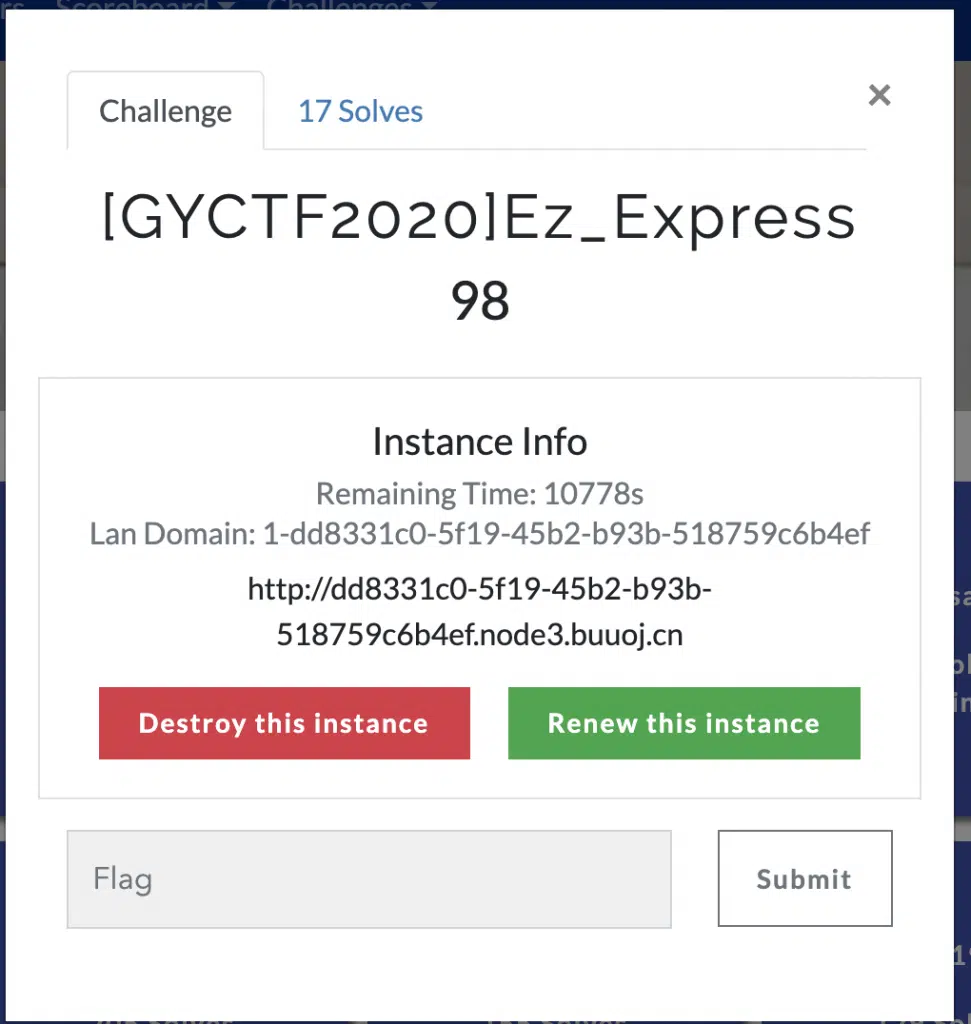 Scoreboard Challenges
Challenge
17 Solves
×
[GYCTF2020]Ez_Express
98
Instance Info
Remaining Time: 10778s
Lan Domain: 1-dd8331c0-5f19-45b2-b93b-518759c6b4ef
http://dd8331c0-5f19-45b2-b93b-
518759c6b4ef.node3.buuoj.cn
Destroy this instance
Renew this instance
Flag
Submit